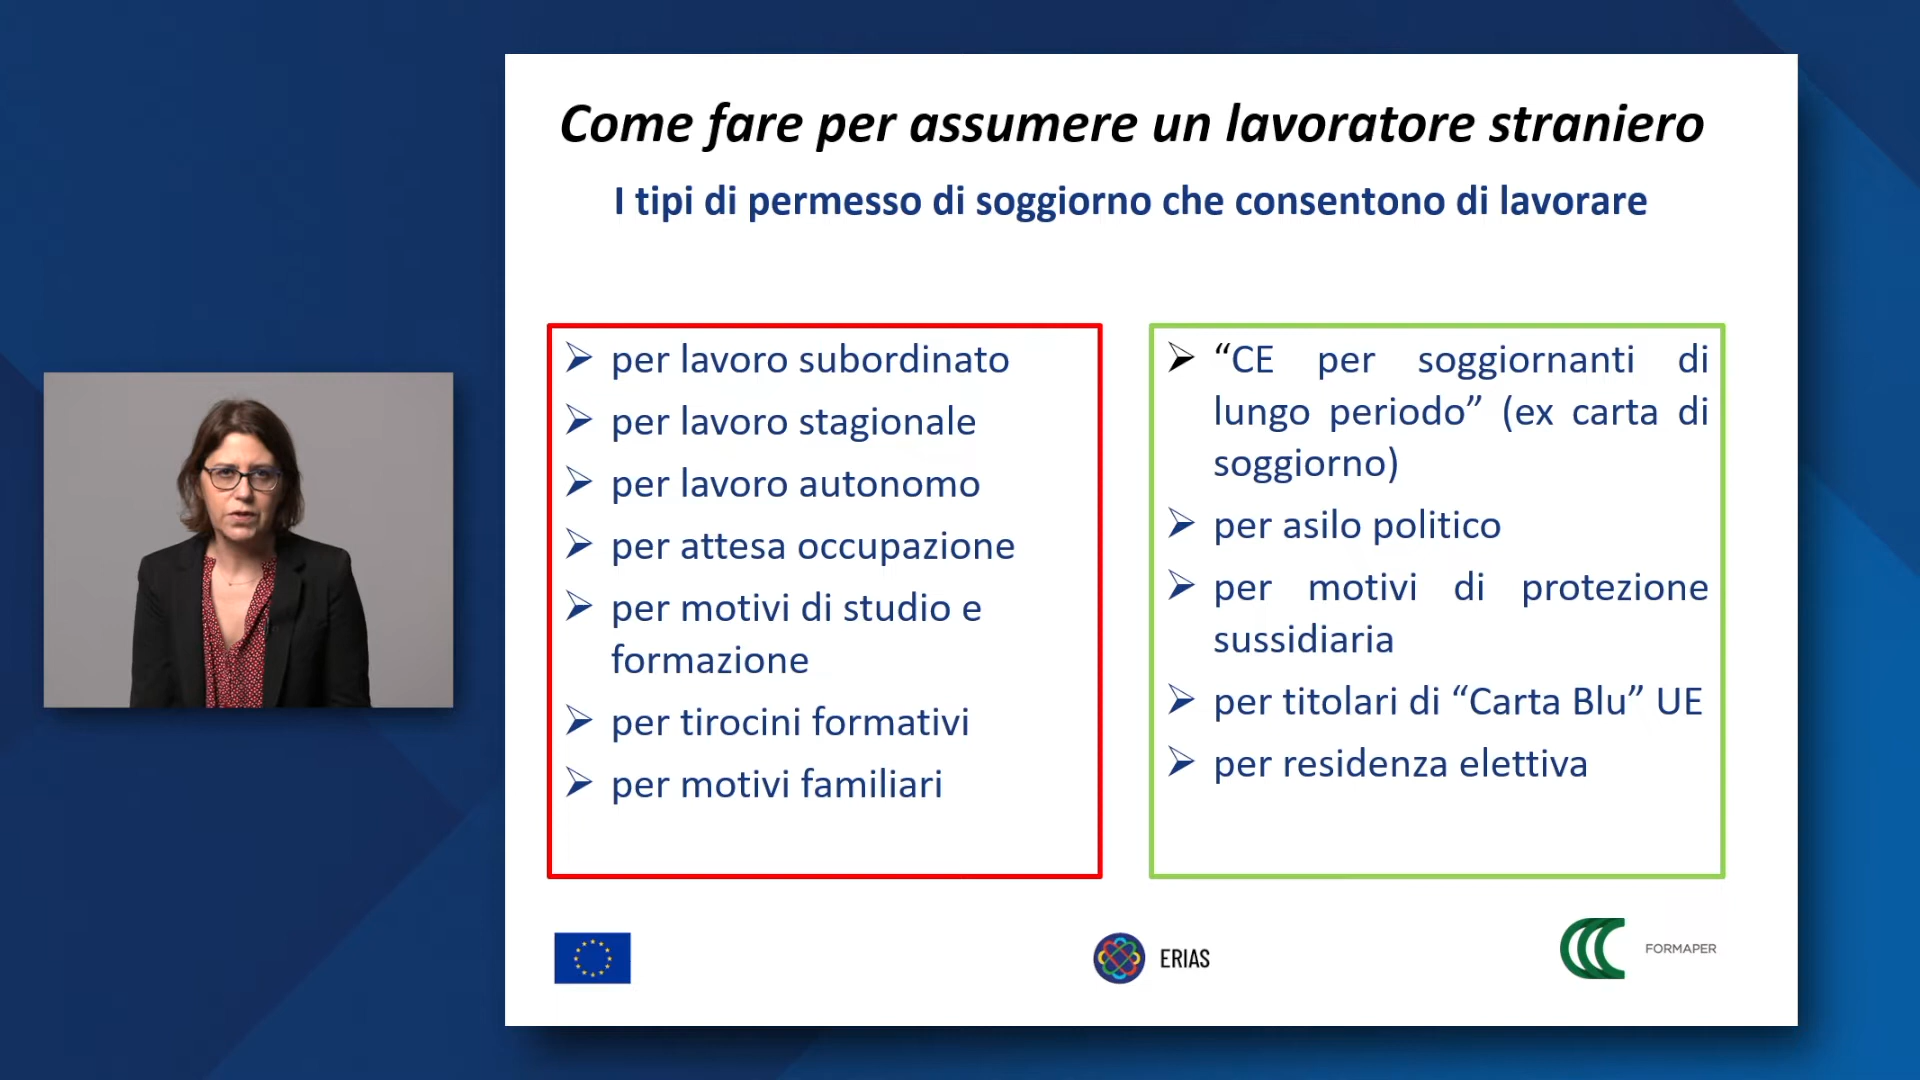 Come fare per assumere un lavoratore straniero
I tipi di permesso di soggiorno che consentono di lavorare
per lavoro subordinato
per lavoro stagionale
per lavoro autonomo
per attesa occupazione
per motivi di studio e
formazione
per tirocini formativi
per motivi familiari
“CE per soggiornanti di
lungo periodo” (ex carta di
soggiorno)
per asilo politico
per motivi di protezione
sussidiaria
per titolari di “Carta Blu” UE
per residenza elettiva
ERIAS
FORMAPER